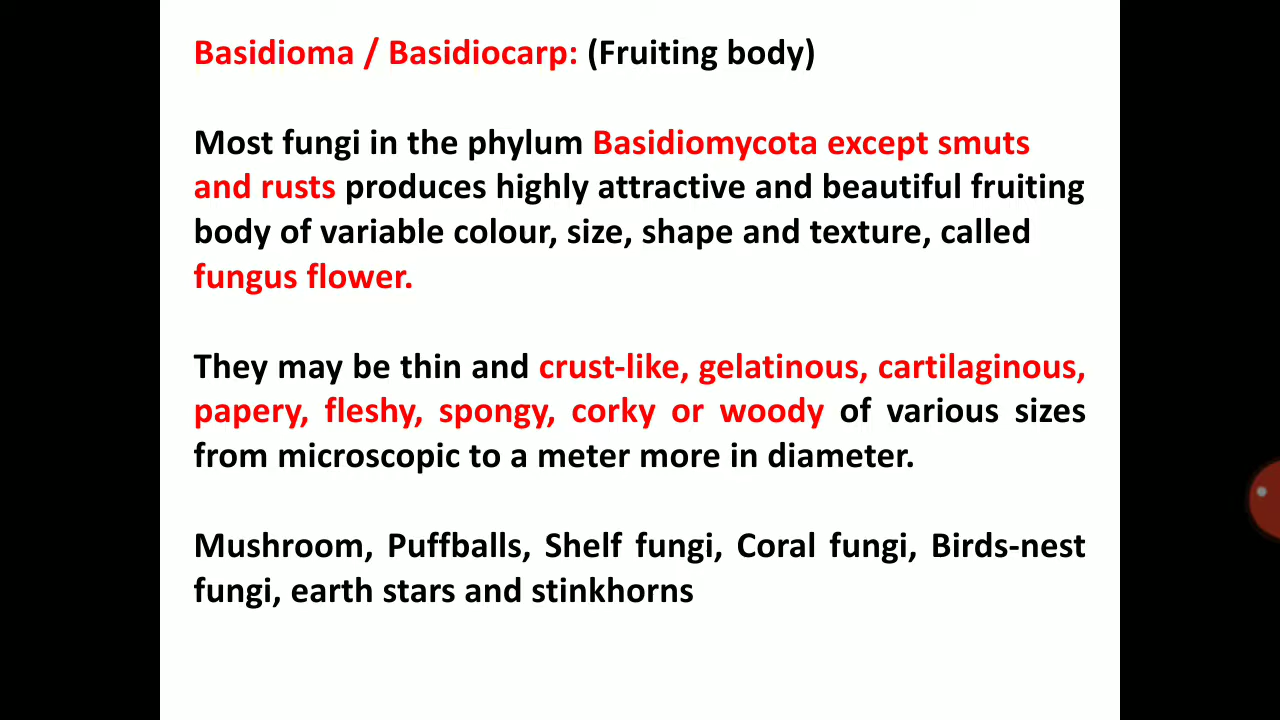 Basidioma / Basidiocarp: (Fruiting body)
Most fungi in the phylum Basidiomycota except smuts
and rusts produces highly attractive and beautiful fruiting
body of variable colour, size, shape and texture, called
fungus flower.
They may be thin and crust-like, gelatinous, cartilaginous,
papery, fleshy, spongy, corky or woody of various sizes
from microscopic to a meter more in diameter.
Mushroom, Puffballs, Shelf fungi, Coral fungi, Birds-nest
fungi, earth stars and stinkhorns